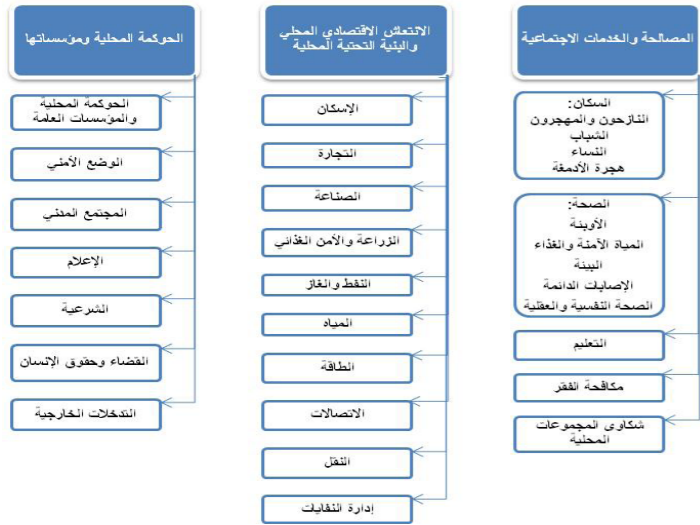 المصالحة والخدمات الاجتماعية
السكان:
النازحون والمهجرون
الشباب
النساء
هجرة الأدمغة
الصحة:
الأوبئة
المياة الآمنة والغذاء
البيئة
الإصابات الدائمة
الصحة النفسية والعقلية
التعليم
مكافحة الفقر
شكاوى المجموعات
المحلية
الانتعاش الاقتصادي المحلي
والبنية التحتية المحلية
الإسكان
التجارة
الصناعة
الزراعة والأمن الغذائي
النفط والغاز
المياه
الطاقة
الاتصالات
النقل
إدارة النفايات
الحوكمة المحلية ومؤسساتها
الحوكمة المحلية
والمؤسسات العامة
الوضع الأمني
المجتمع المدني
الإعلام
الشرعية
القضاء وحقوق الإنسان
التدخلات الخارجية